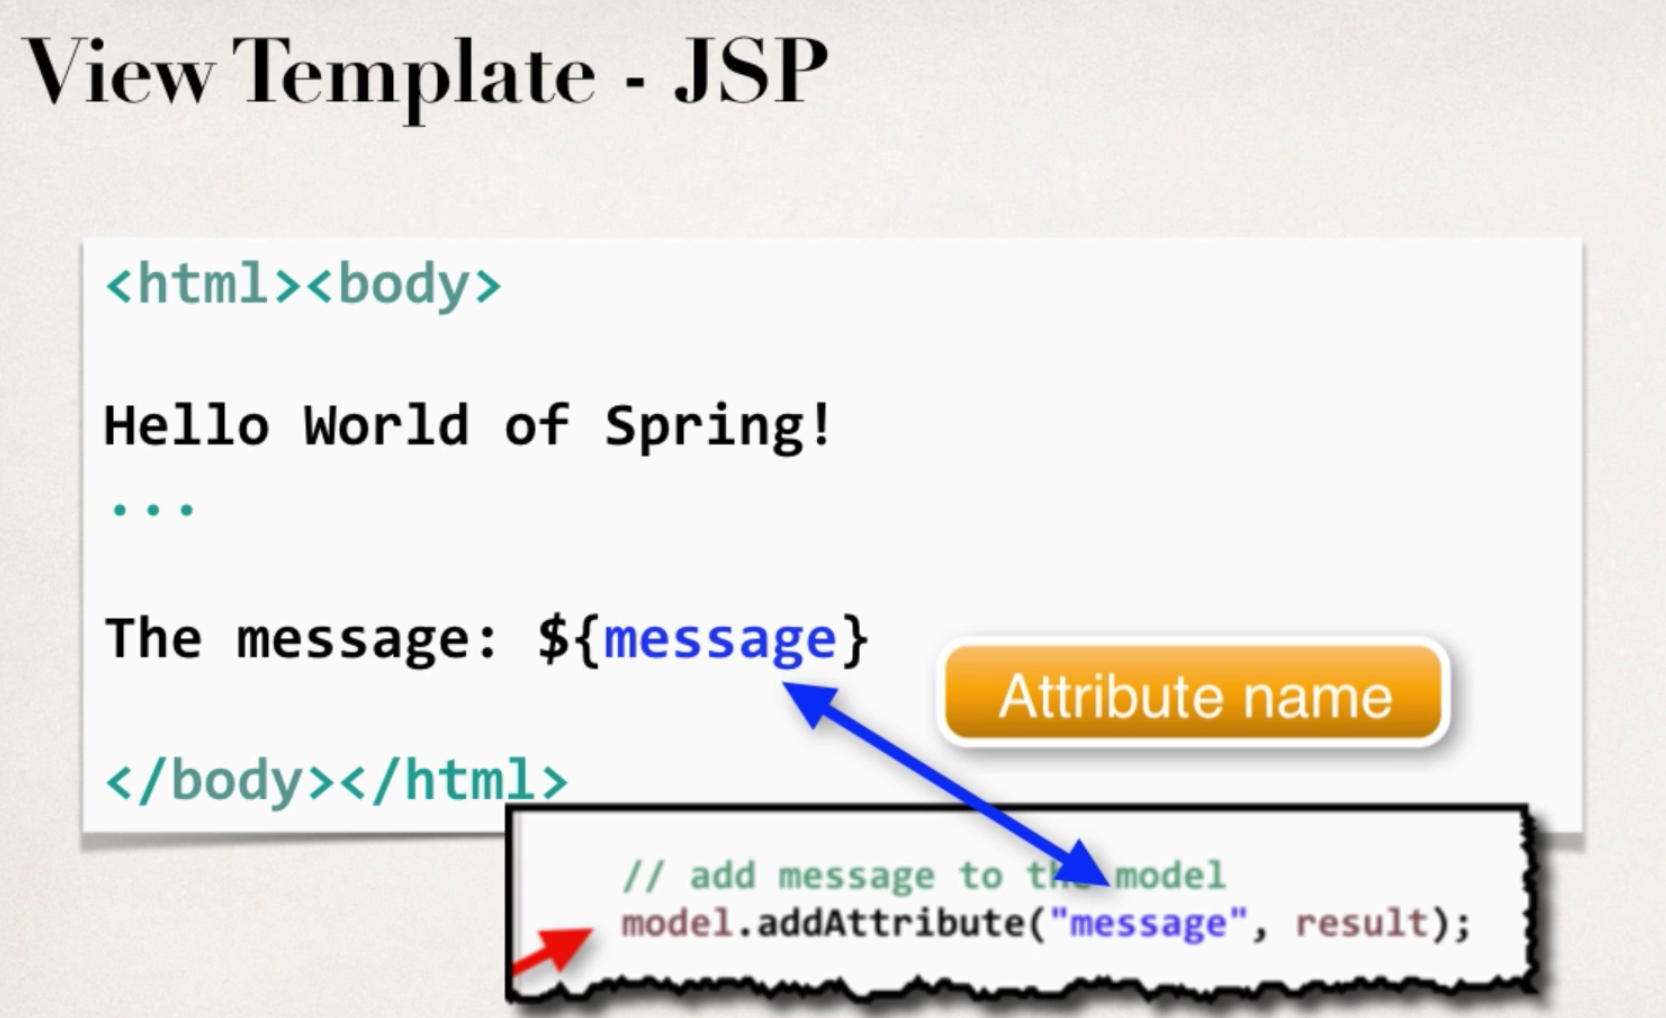 View Template - JSP
<html><body>
Hello World of Spring!
...
The message: ${message}
Attribute name
</body></html>
// add message to the model
model.addAttribute("message", result);